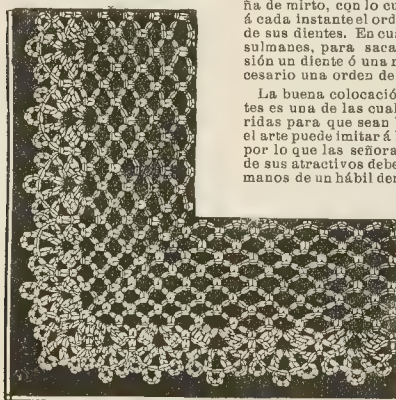 ña de mirto, con lo cu
á cada instante el ord
de sus dientes. En cu
sulmanes, para saca
sión un diente ó una r
cesario una orden de
La buena colocació
tes es una de las cual
ridas para que sean
el arte puede imitar á
por lo que las señora
de sus atractivos debe
manos de un hábil der